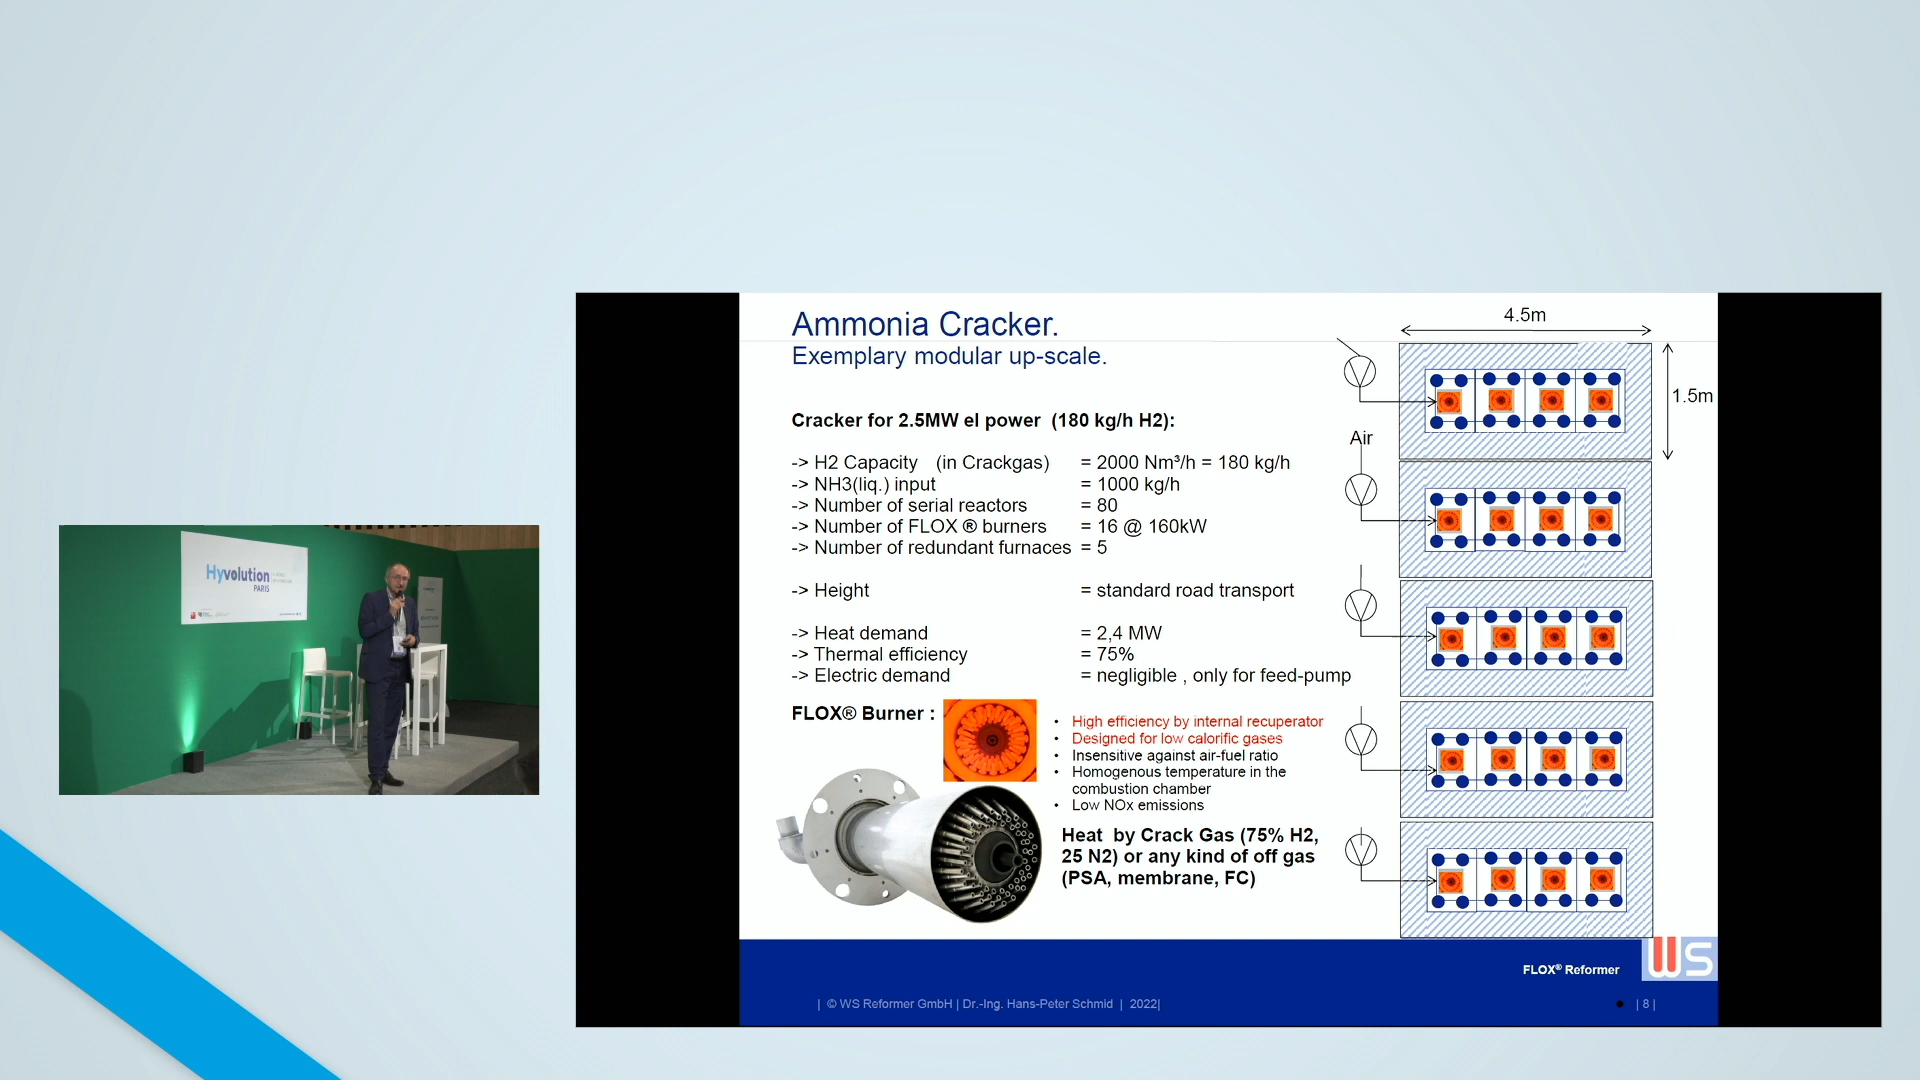 Hyvolution
PARIS
Ammonia Cracker.
Exemplary modular up-scale.
Cracker for 2.5MW el power (180 kg/h H2):
-> H2 Capacity (in Crackgas) = 2000 Nm³/h = 180 kg/h
-> NH3(liq.) input = 1000 kg/h
-> Number of serial reactors = 80
-> Number of FLOX ® burners = 16 @ 160kW
-> Number of redundant furnaces = 5
-> Height = standard road transport
-> Heat demand = 2,4 MW
-> Thermal efficiency = 75%
-> Electric demand = negligible , only for feed-pump
FLOX® Burner :
• High efficiency by internal recuperator
• Designed for low calorific gases
• Insensitive against air-fuel ratio
• Homogenous temperature in the
combustion chamber
• Low NOx emissions
Heat by Crack Gas (75% H2,
25 N2) or any kind of off gas
(PSA, membrane, FC)
4.5m
1.5m
Air
FLOX® Reformer
WS
| © WS Reformer GmbH | Dr.-Ing. Hans-Peter Schmid | 2022|
| 8 |